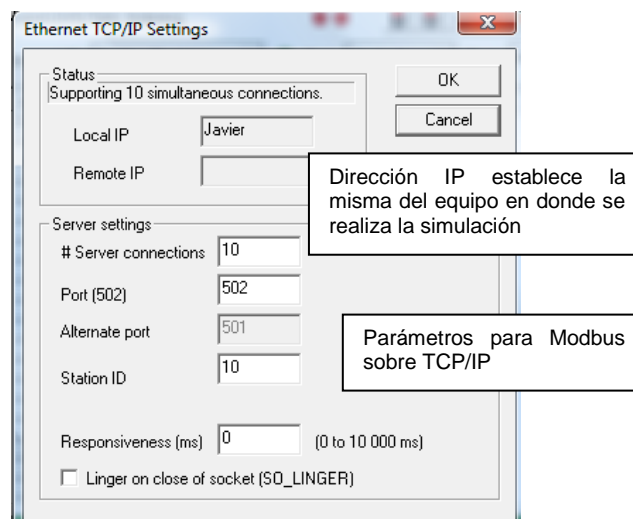 Ethernet TCP/IP Settings
Status
Supporting 10 simultaneous connections.
OK
Cancel
Local IP
Javier
Remote IP
Dirección IP establece la
misma del equipo en donde se
realiza la simulación
Server settings
# Server connections
10
Port (502)
502
Alternate port
501
Parámetros para Modbus
sobre TCP/IP
Station ID
10
Responsiveness (ms)
0
(0 to 10 000 ms)
Linger on close of socket (SO_LINGER)